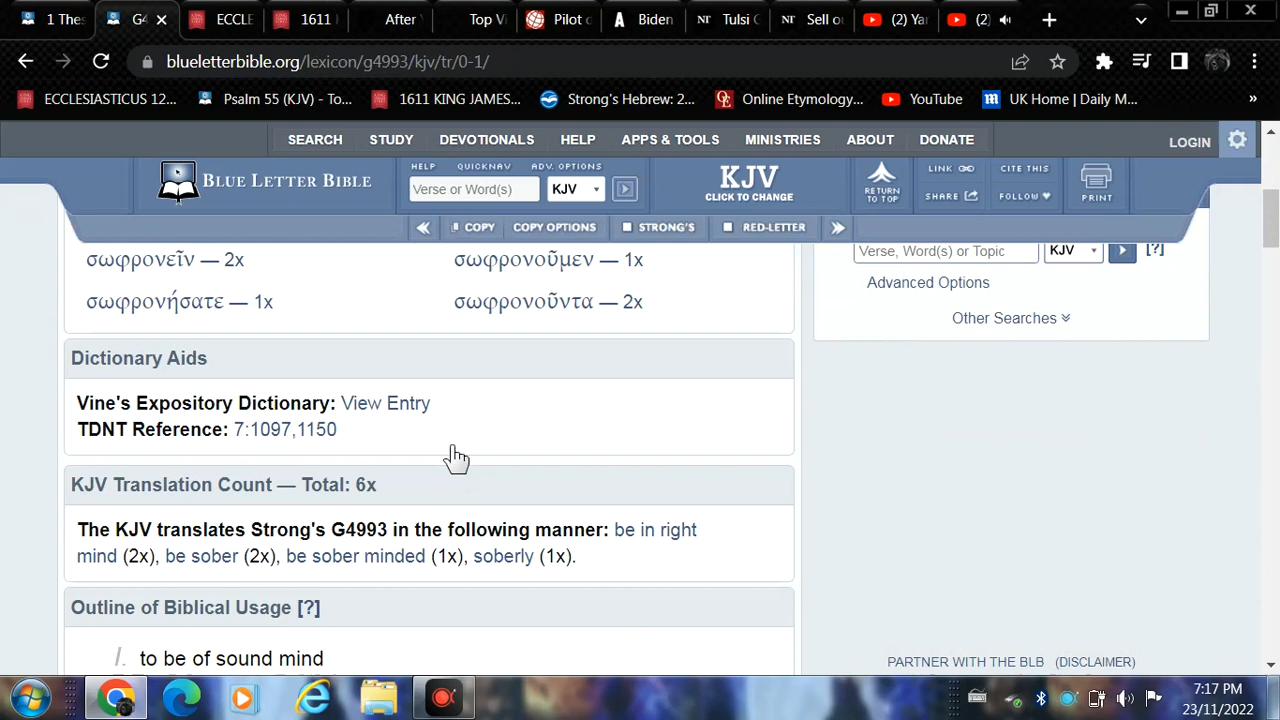 1 Thes
G4
ECCLE
1611
After
Top V
Pilot c
Biden
Tulsi C
Sell o
(2) Yar
(2)
blueletterbible.org/lexicon/g4993/kjv/tr/0-1/
ECCLESIASTICUS 12...
Psalm 55 (KJV) - To...
1611 KING JAMES...
Strong's Hebrew: 2...
Online Etymology...
YouTube
UK Home | Daily M...
SEARCH STUDY DEVOTIONALS HELP APPS & TOOLS MINISTRIES ABOUT DONATE LOGIN
BLUE LETTER BIBLE
HELP QUICKNAV ADV. OPTIONS
Verse or Word(s) KJV
KJV
CLICK TO CHANGE
RETURN
TO TOP
LINK CITE THIS
SHARE FOLLOW
PRINT
COPY COPY OPTIONS STRONG'S RED-LETTER
σωφρονεῖν — 2x σωφρονοῦμεν — 1x
σωφρονήσατε — 1x σωφρονοῦντα — 2x
Verse, Word(s) or Topic KJV [?]
Advanced Options
Other Searches
Dictionary Aids
Vine's Expository Dictionary: View Entry
TDNT Reference: 7:1097,1150
KJV Translation Count — Total: 6x
The KJV translates Strong's G4993 in the following manner: be in right
mind (2x), be sober (2x), be sober minded (1x), soberly (1x).
Outline of Biblical Usage [?]
I. to be of sound mind
PARTNER WITH THE BLB (DISCLAIMER)
7:17 PM
23/11/2022